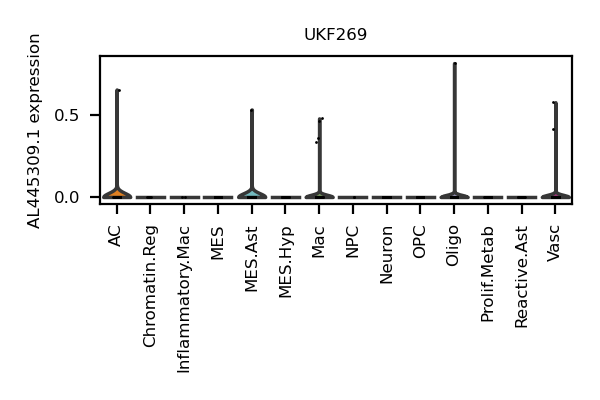 UKF269
AL445309.1 expression
0.5
0.0
AC
Chromatin.Reg
Inflammatory.Mac
MES
MES.Ast
MES.Hyp
Mac
NPC
Neuron
OPC
Oligo
Prolif.Metab
Reactive.Ast
Vasc